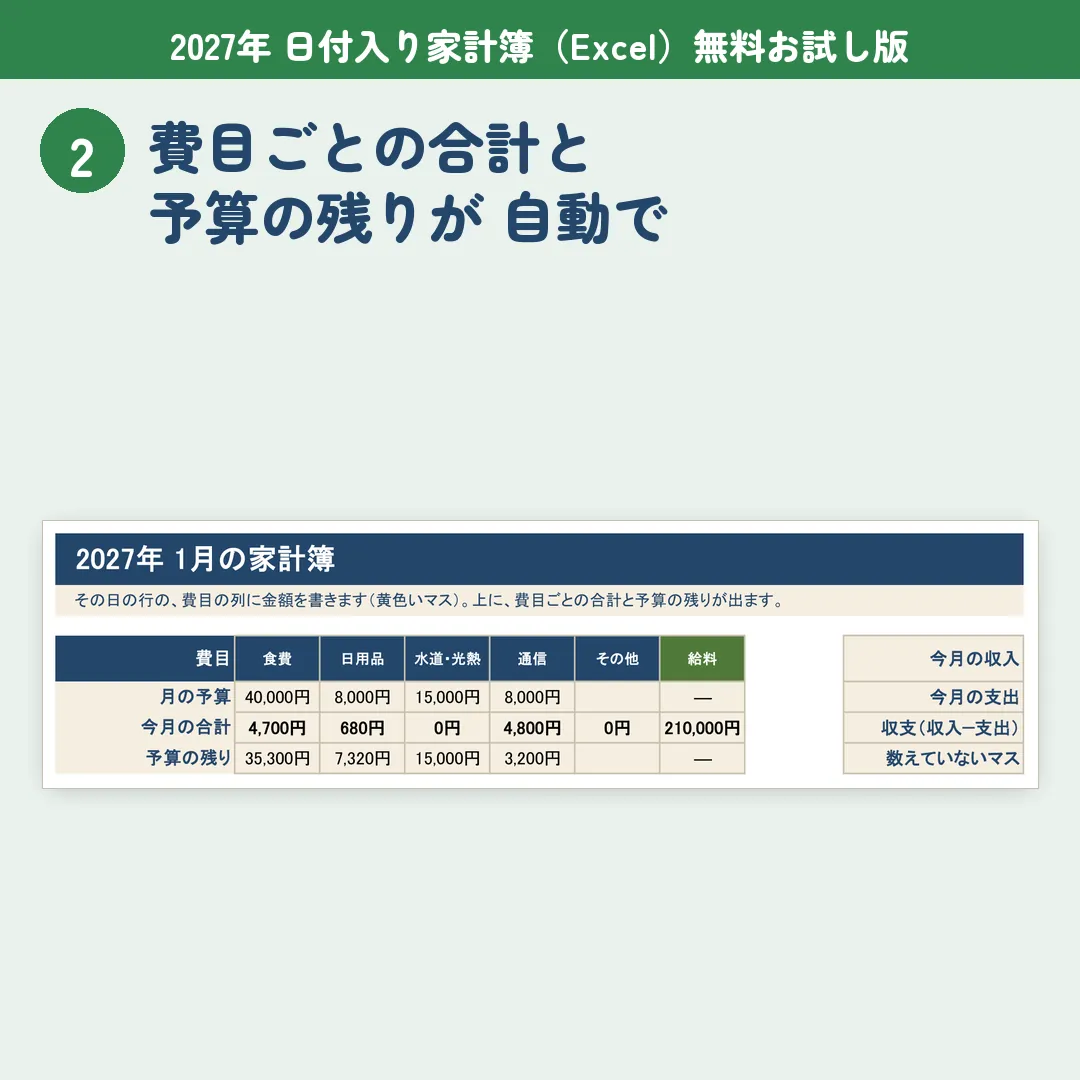 2027年 日付入り家計簿（Excel）無料お試し版
2
費目ごとの合計と
予算の残りが 自動で
2027年 1月の家計簿
その日の行の、費目の列に金額を書きます（黄色いマス）。上に、費目ごとの合計と予算の残りが出ます。
費目 食費 日用品 水道・光熱 通信 その他 給料 今月の収入
月の予算 40,000円 8,000円 15,000円 8,000円 — 今月の支出
今月の合計 4,700円 680円 0円 4,800円 0円 210,000円 収支（収入−支出）
予算の残り 35,300円 7,320円 15,000円 3,200円 — 数えていないマス